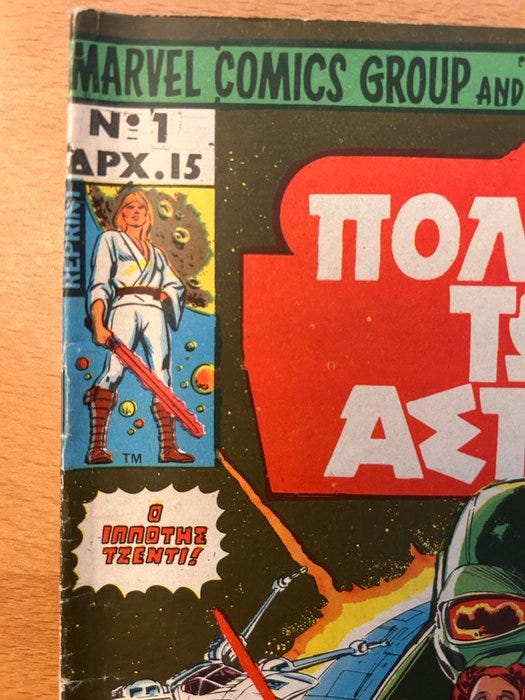 MARVEL COMICS GROUP AND
Nº 1
ΔΡΧ. 15
REPRINT
ΠΟΛ
ΤΩ
ΑΣΤ
TM
Ο
ΙΠΠΟΤΗΣ
ΤΖΕΝΤΙ!